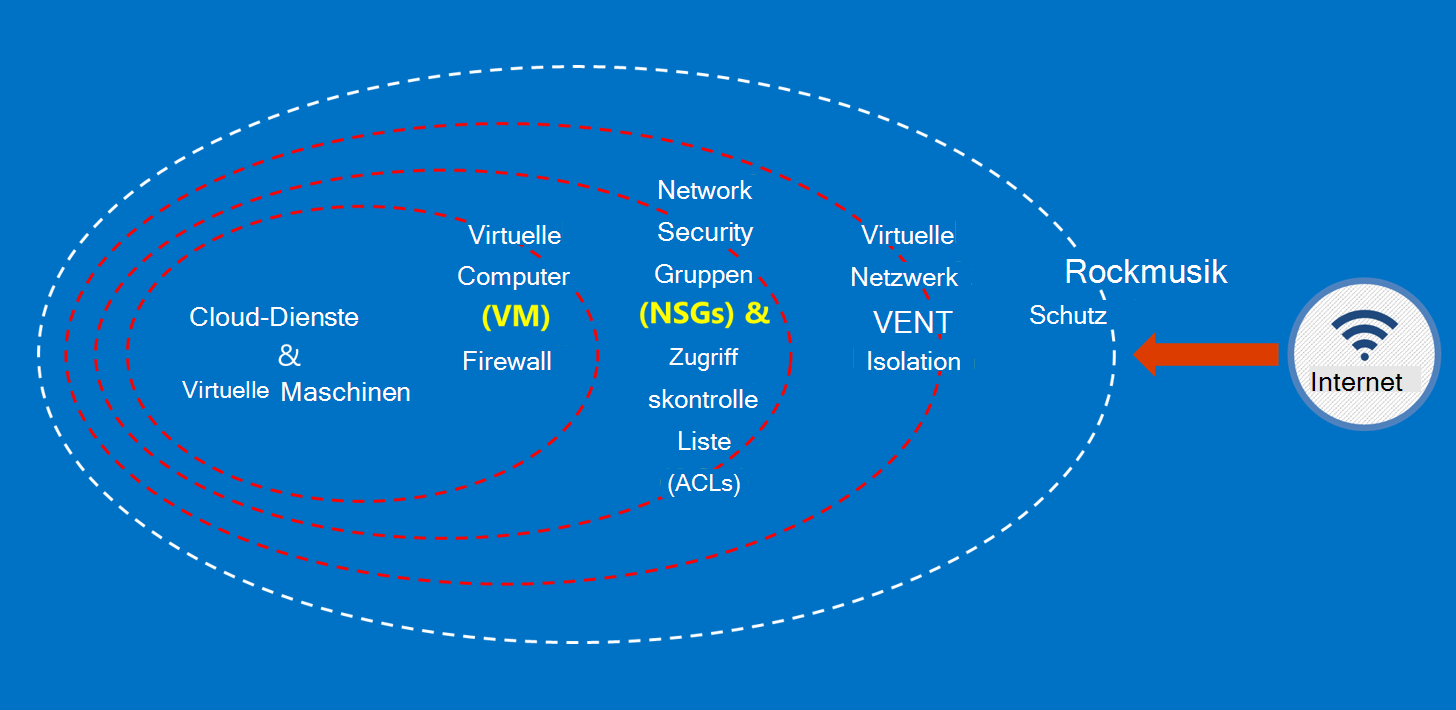 Cloud-Dienste
&
Virtuelle Maschinen
Virtuelle
Computer
(VM)
Firewall
Network
Security
Gruppen
(NSGs) &
Zugriff
skontrolle
Liste
(ACLs)
Virtuelle
Netzwerk
VENT
Isolation
Rockmusik
Schutz
Internet